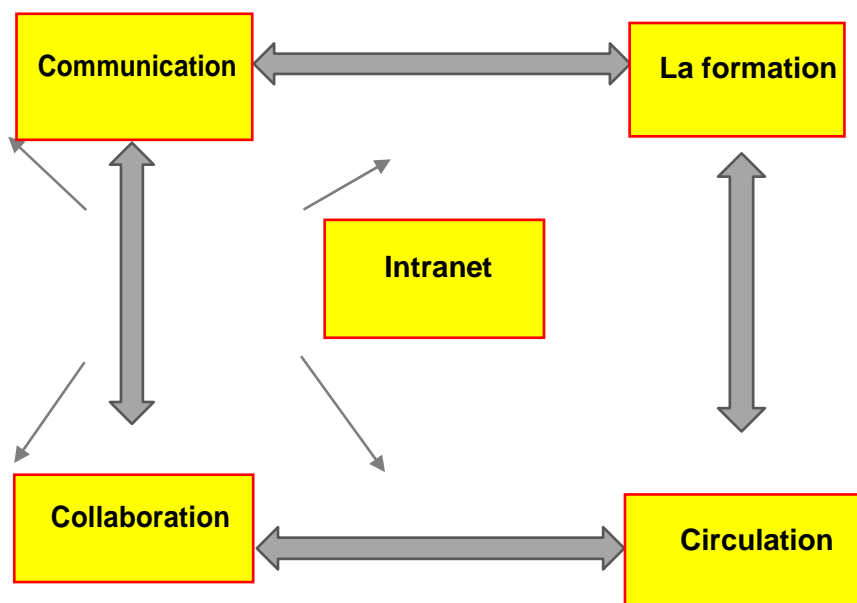 Communication
La formation
Intranet
Collaboration
Circulation